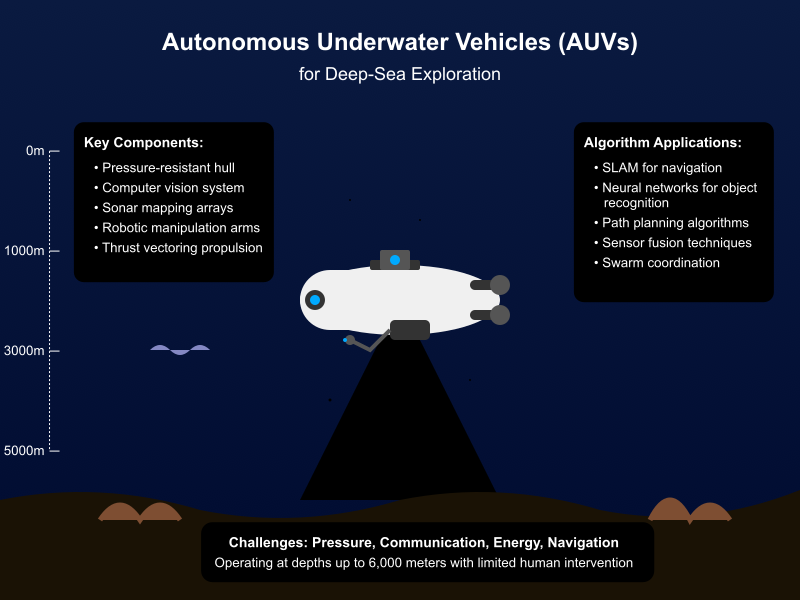 Autonomous Underwater Vehicles (AUVs)
for Deep-Sea Exploration
Key Components:
• Pressure-resistant hull
• Computer vision system
• Sonar mapping arrays
• Robotic manipulation arms
• Thrust vectoring propulsion
Algorithm Applications:
• SLAM for navigation
• Neural networks for object
recognition
• Path planning algorithms
• Sensor fusion techniques
• Swarm coordination
0m
1000m
3000m
5000m
Challenges: Pressure, Communication, Energy, Navigation
Operating at depths up to 6,000 meters with limited human intervention